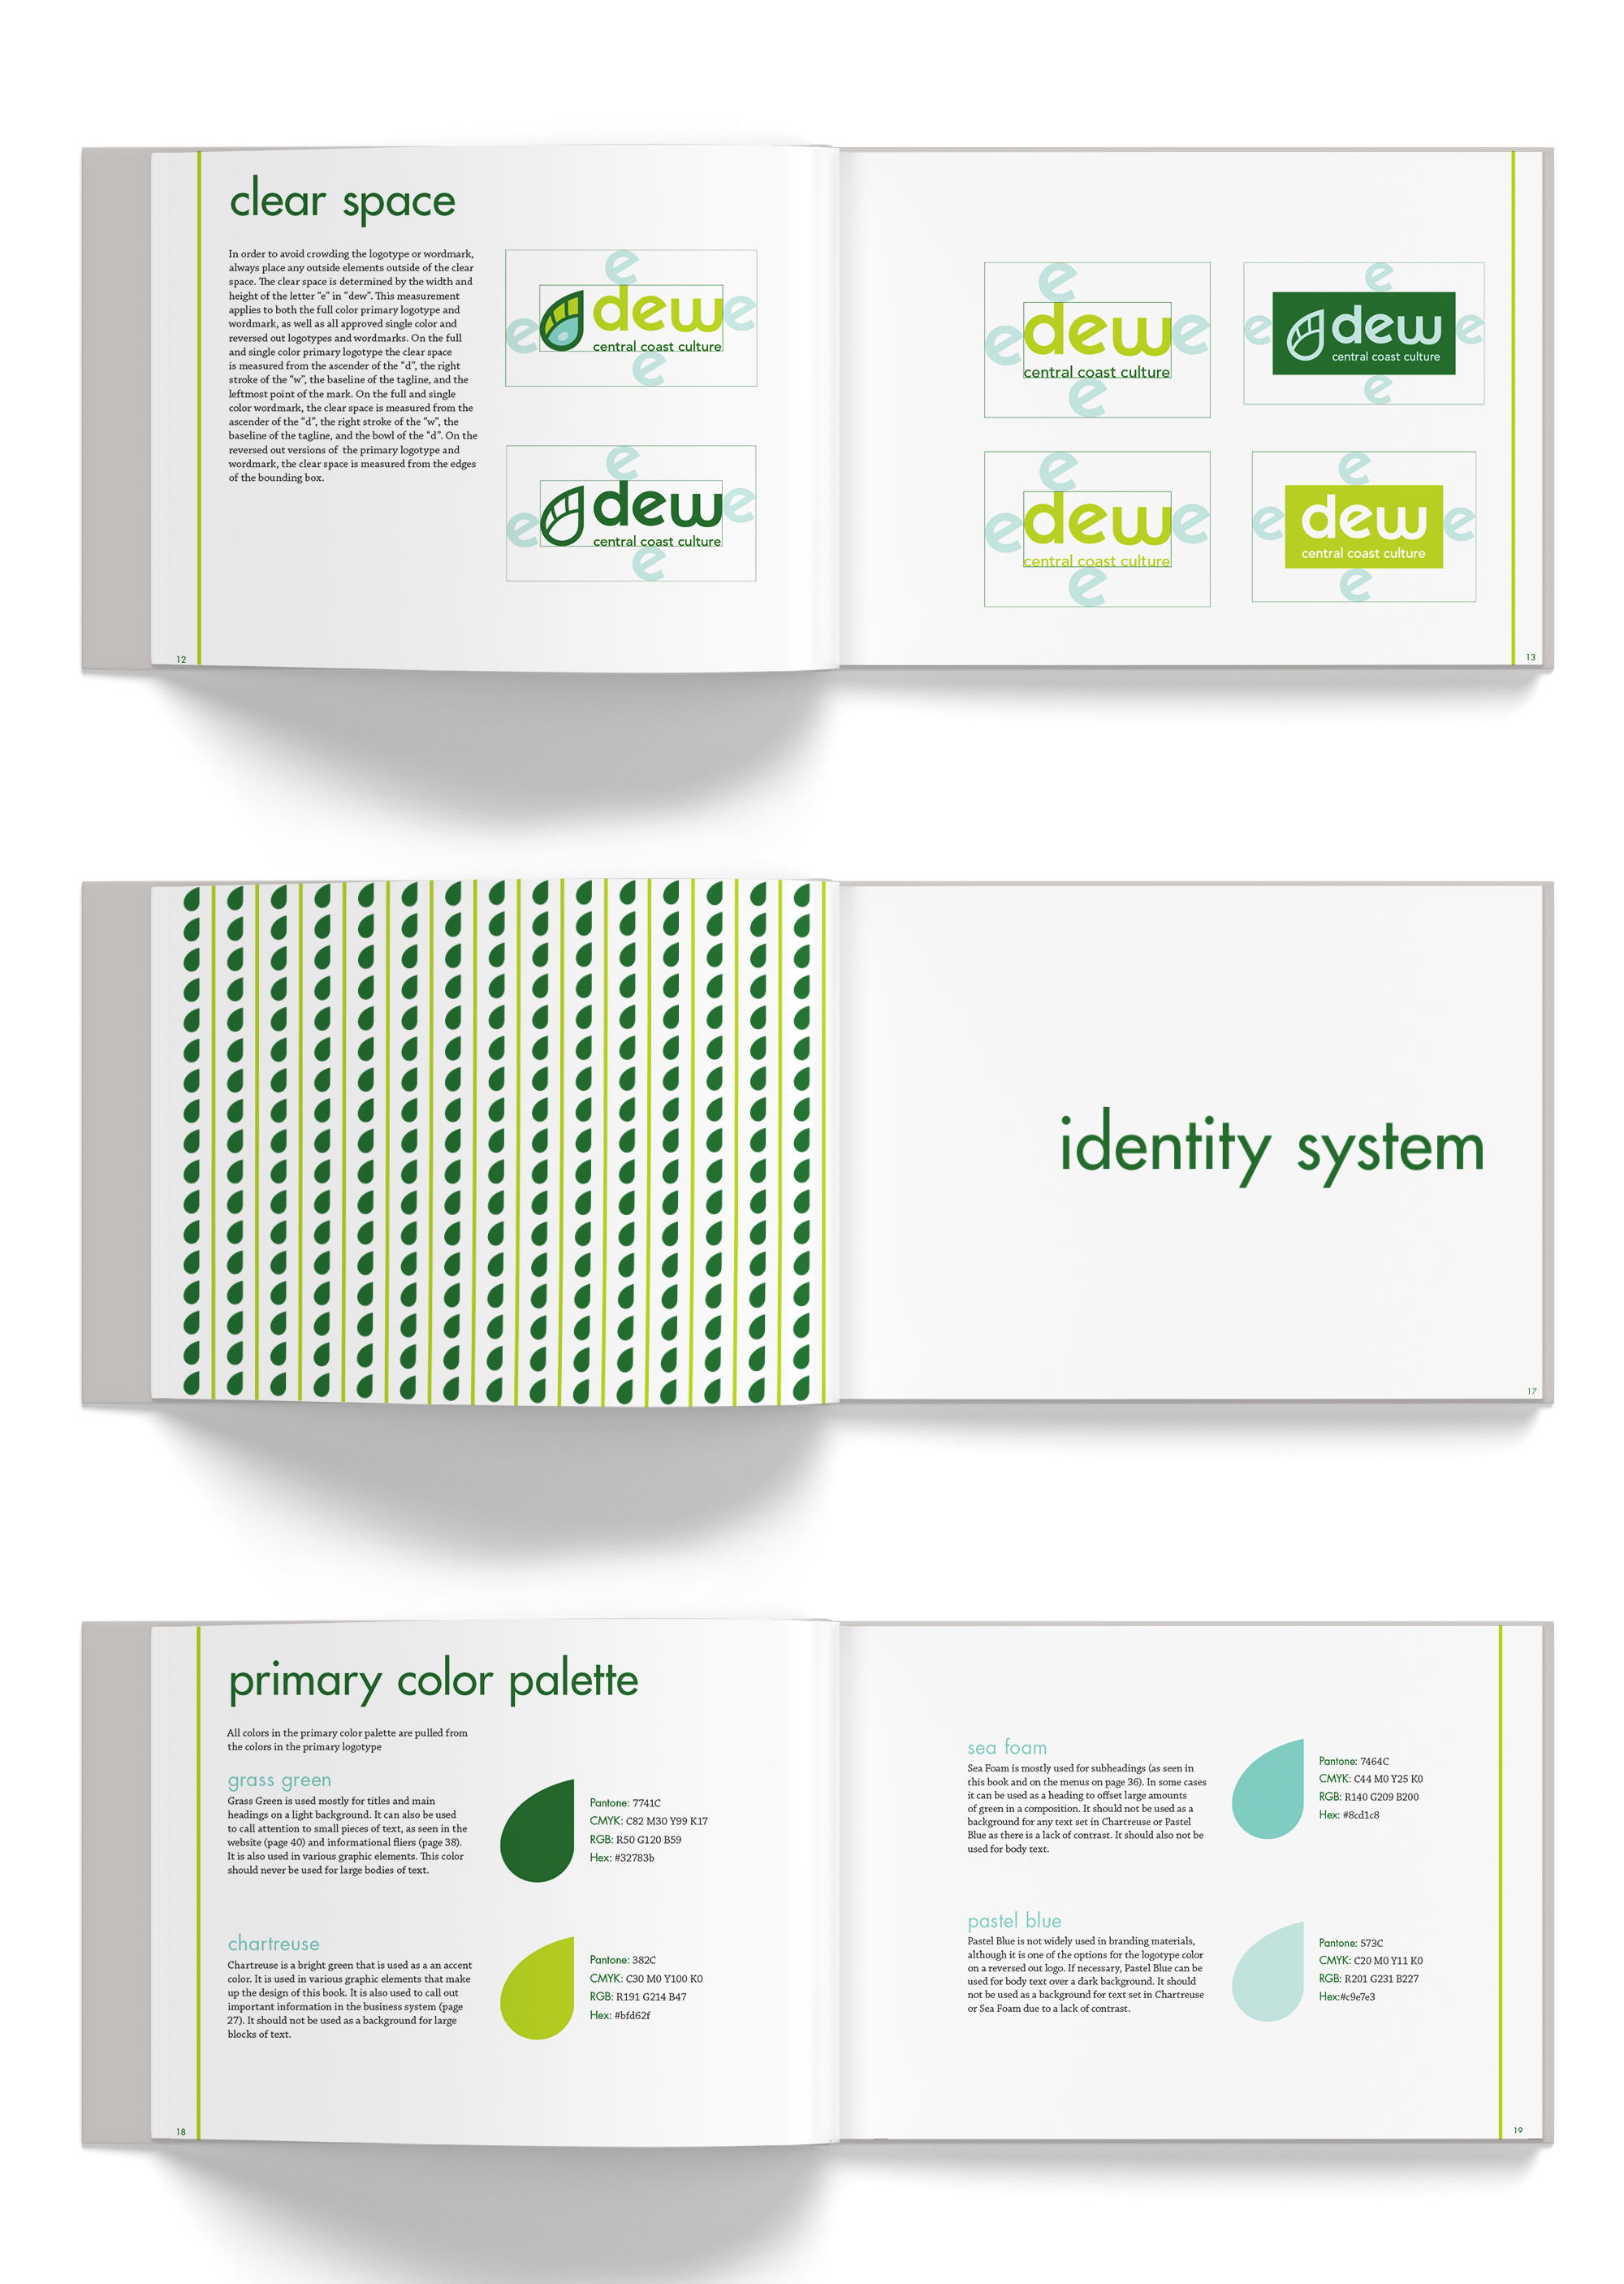 clear space
In order to avoid crowding the logotype or wordmark,
always place any outside elements outside of the clear
space. The clear space is determined by the width and
height of the letter “e” in “dew”. This measurement
applies to both the full color primary logotype and
wordmark, as well as all approved single color and
reversed out logotypes and wordmarks. On the full
and single color primary logotype the clear space
is measured from the ascender of the “d”, the right
stroke of the “w”, the baseline of the tagline, and the
leftmost point of the mark. On the full and single
color wordmark, the clear space is measured from the
ascender of the “d”, the right stroke of the “w”, the
baseline of the tagline, and the bowl of the “d”. On the
reversed out versions of the primary logotype and
wordmark, the clear space is measured from the edges
of the bounding box.
e
e dew e
central coast culture
e
e
e dew e
central coast culture
e
12
e
e dew e
central coast culture
e
e
e dew e
central coast culture
e
e
e dew e
central coast culture
e
e
e dew e
central coast culture
e
13
identity system
17
primary color palette
All colors in the primary color palette are pulled from
the colors in the primary logotype
grass green
Grass Green is used mostly for titles and main
headings on a light background. It can also be used
to call attention to small pieces of text, as seen in the
website (page 40) and informational fliers (page 38).
It is also used in various graphic elements. This color
should never be used for large bodies of text.
Pantone: 7741C
CMYK: C82 M30 Y99 K17
RGB: R50 G120 B59
Hex: #32783b
chartreuse
Chartreuse is a bright green that is used as a an accent
color. It is used in various graphic elements that make
up the design of this book. It is also used to call out
important information in the business system (page
27). It should not be used as a background for large
blocks of text.
Pantone: 382C
CMYK: C30 M0 Y100 K0
RGB: R191 G214 B47
Hex: #bfd62f
18
sea foam
Sea Foam is mostly used for subheadings (as seen in
this book and on the menus on page 36). In some cases
it can be used as a heading to offset large amounts
of green in a composition. It should not be used as a
background for any text set in Chartreuse or Pastel
Blue as there is a lack of contrast. It should also not be
used for body text.
Pantone: 7464C
CMYK: C44 M0 Y25 K0
RGB: R140 G209 B200
Hex: #8cd1c8
pastel blue
Pastel Blue is not widely used in branding materials,
although it is one of the options for the logotype color
on a reversed out logo. If necessary, Pastel Blue can be
used for body text over a dark background. It should
not be used as a background for text set in Chartreuse
or Sea Foam due to a lack of contrast.
Pantone: 573C
CMYK: C20 M0 Y11 K0
RGB: R201 G231 B227
Hex:#c9e7e3
19